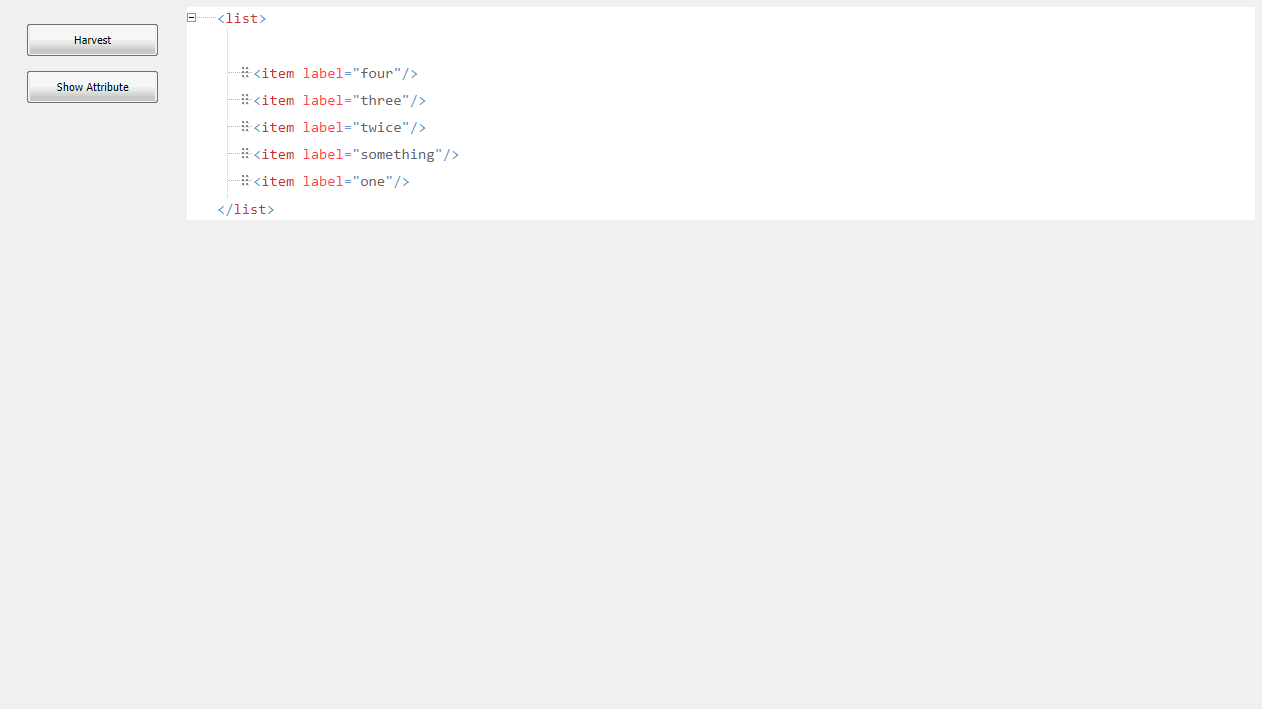 Harvest
Show Attribute
<list>
<item label="four"/>
<item label="three"/>
<item label="twice"/>
<item label="something"/>
<item label="one"/>
</list>